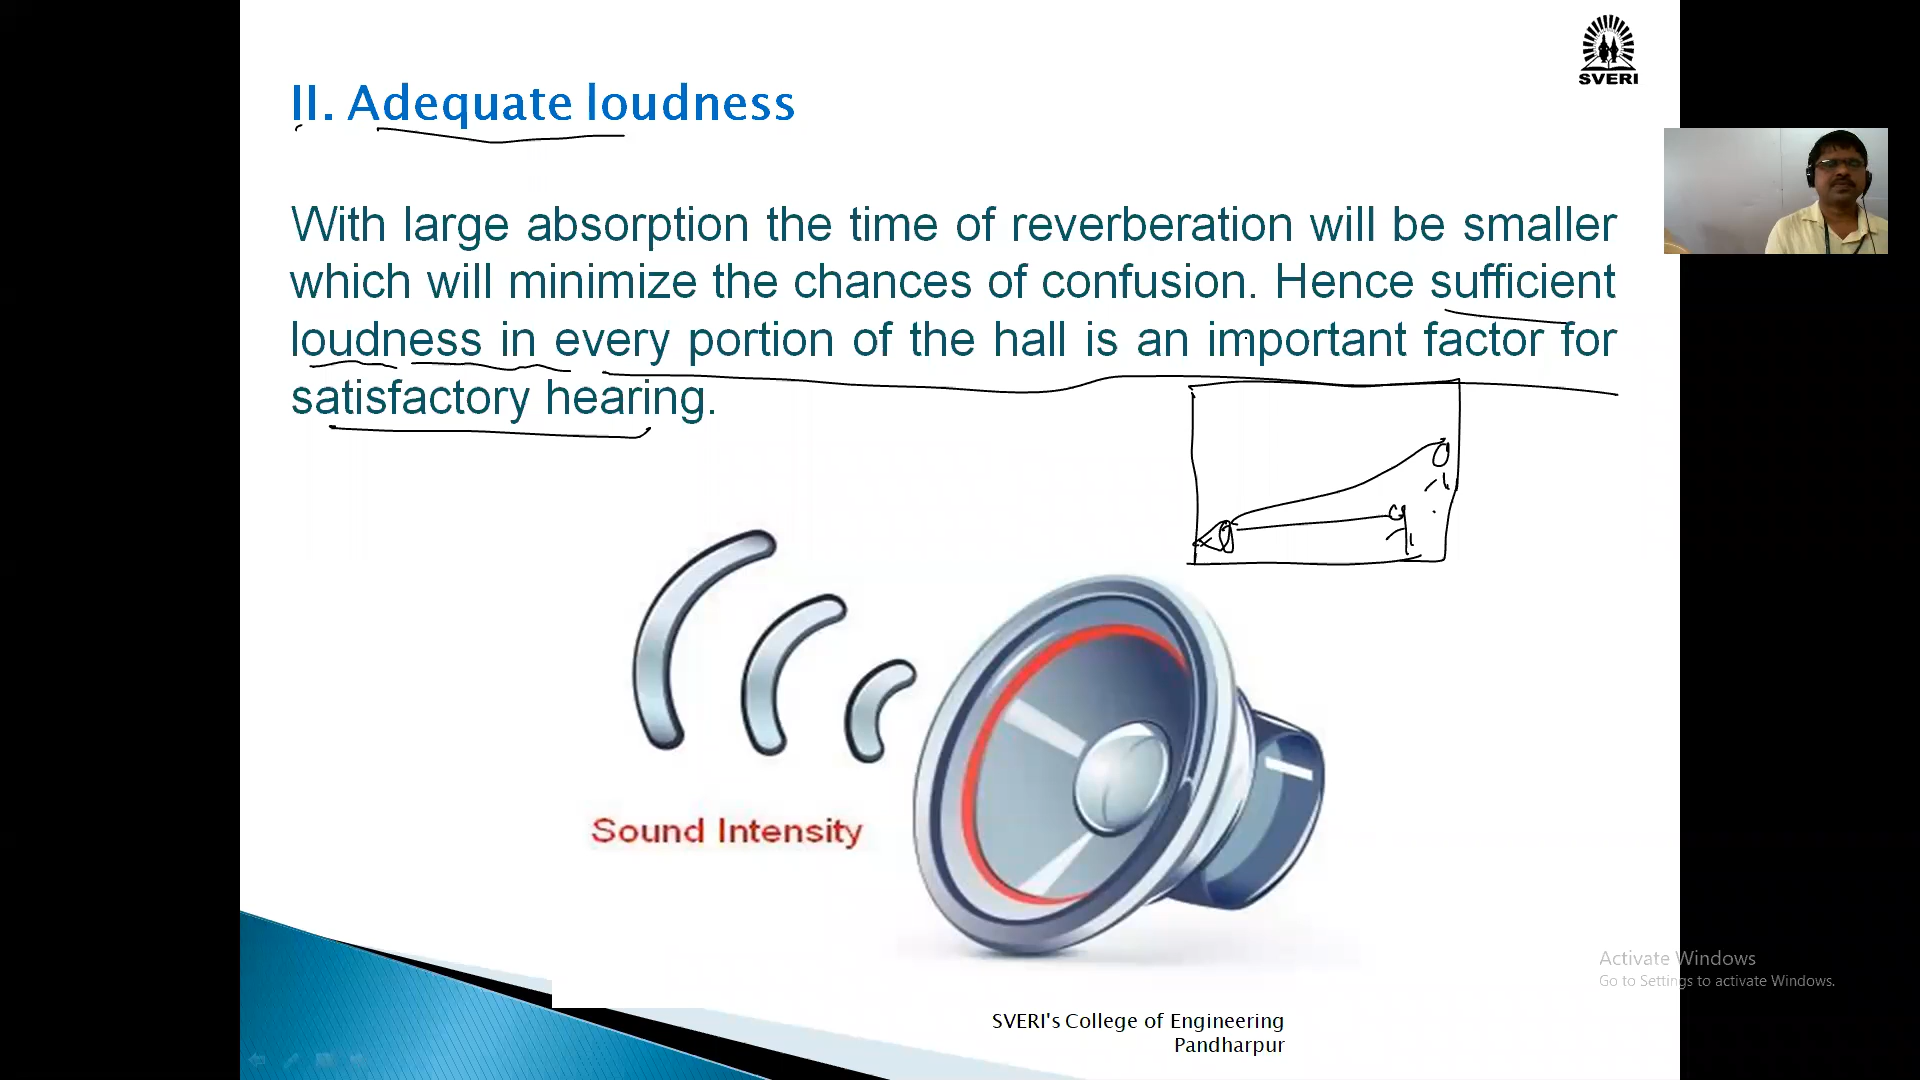 SVERI
II. Adequate loudness
With large absorption the time of reverberation will be smaller
which will minimize the chances of confusion. Hence sufficient
loudness in every portion of the hall is an important factor for
satisfactory hearing.
Sound Intensity
Activate Windows
Go to Settings to activate Windows.
SVERI's College of Engineering
Pandharpur